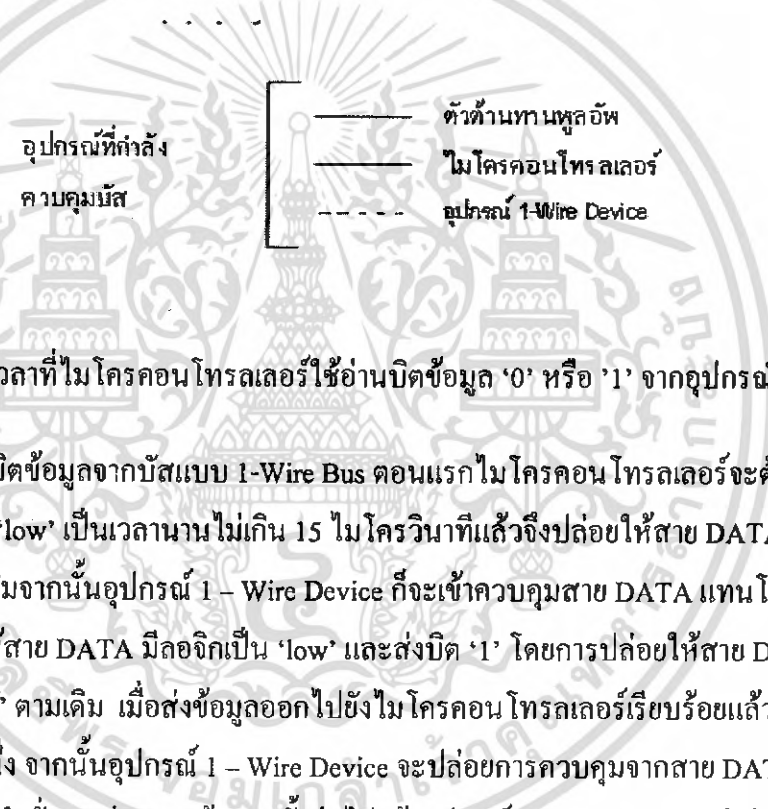 อุปกรณ์ที่กำลัง
ควบคุมบัส
ตัวต้านทานพูลอัพ
ไมโครคอนโทรลเลอร์
อุปกรณ์ 1-Wire Device
วลาที่ไมโครคอนโทรลเลอร์ใช้อ่านบิตข้อมูล ‘0’ หรือ ’1’ จากอุปกรณ์
บิตข้อมูลจากบัสแบบ 1-Wire Bus ตอนแรกไมโครคอนโทรลเลอร์จะต้
‘low’ เป็นเวลานานไม่เกิน 15 ไมโครวินาทีแล้วจึงปล่อยให้สาย DATA
มจากนั้นอุปกรณ์ 1 – Wire Device ก็จะเข้าควบคุมสาย DATA แทนโ
ห้สาย DATA มีลอจิกเป็น ‘low’ และส่งบิต ‘1’ โดยการปล่อยให้สาย D
’ ตามเดิม เมื่อส่งข้อมูลออกไปยังไมโครคอนโทรลเลอร์เรียบร้อยแล้ว
ง จากนั้นอุปกรณ์ 1 – Wire Device จะปล่อยการควบคุมจากสาย DAT